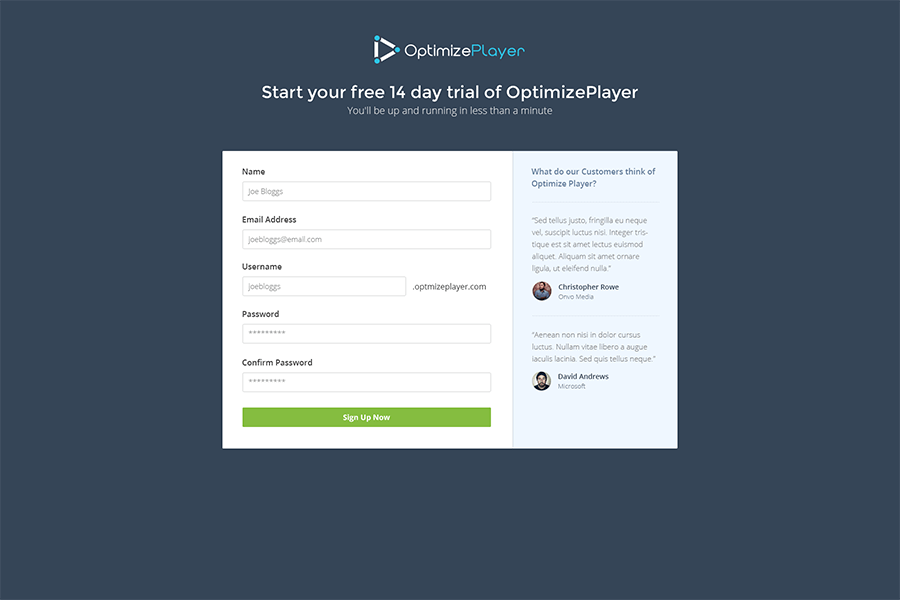 OptimizePlayer
Start your free 14 day trial of OptimizePlayer
You'll be up and running in less than a minute
Name
Joe Bloggs
Email Address
joebloggs@email.com
Username
joebloggs
.optmizeplayer.com
Password
*********
Confirm Password
*********
Sign Up Now
What do our Customers think of
Optimize Player?
“Sed tellus justo, fringilla eu neque
vel, suscipit luctus nisi. Integer tris-
tique est sit amet lectus euismod
aliquet. Aliquam sit amet ornare
ligula, ut eleifend nulla.”
Christopher Rowe
Onvo Media
“Aenean non nisi in dolor cursus
luctus. Nullam vitae libero a augue
iaculis lacinia. Sed quis tellus neque.”
David Andrews
Microsoft